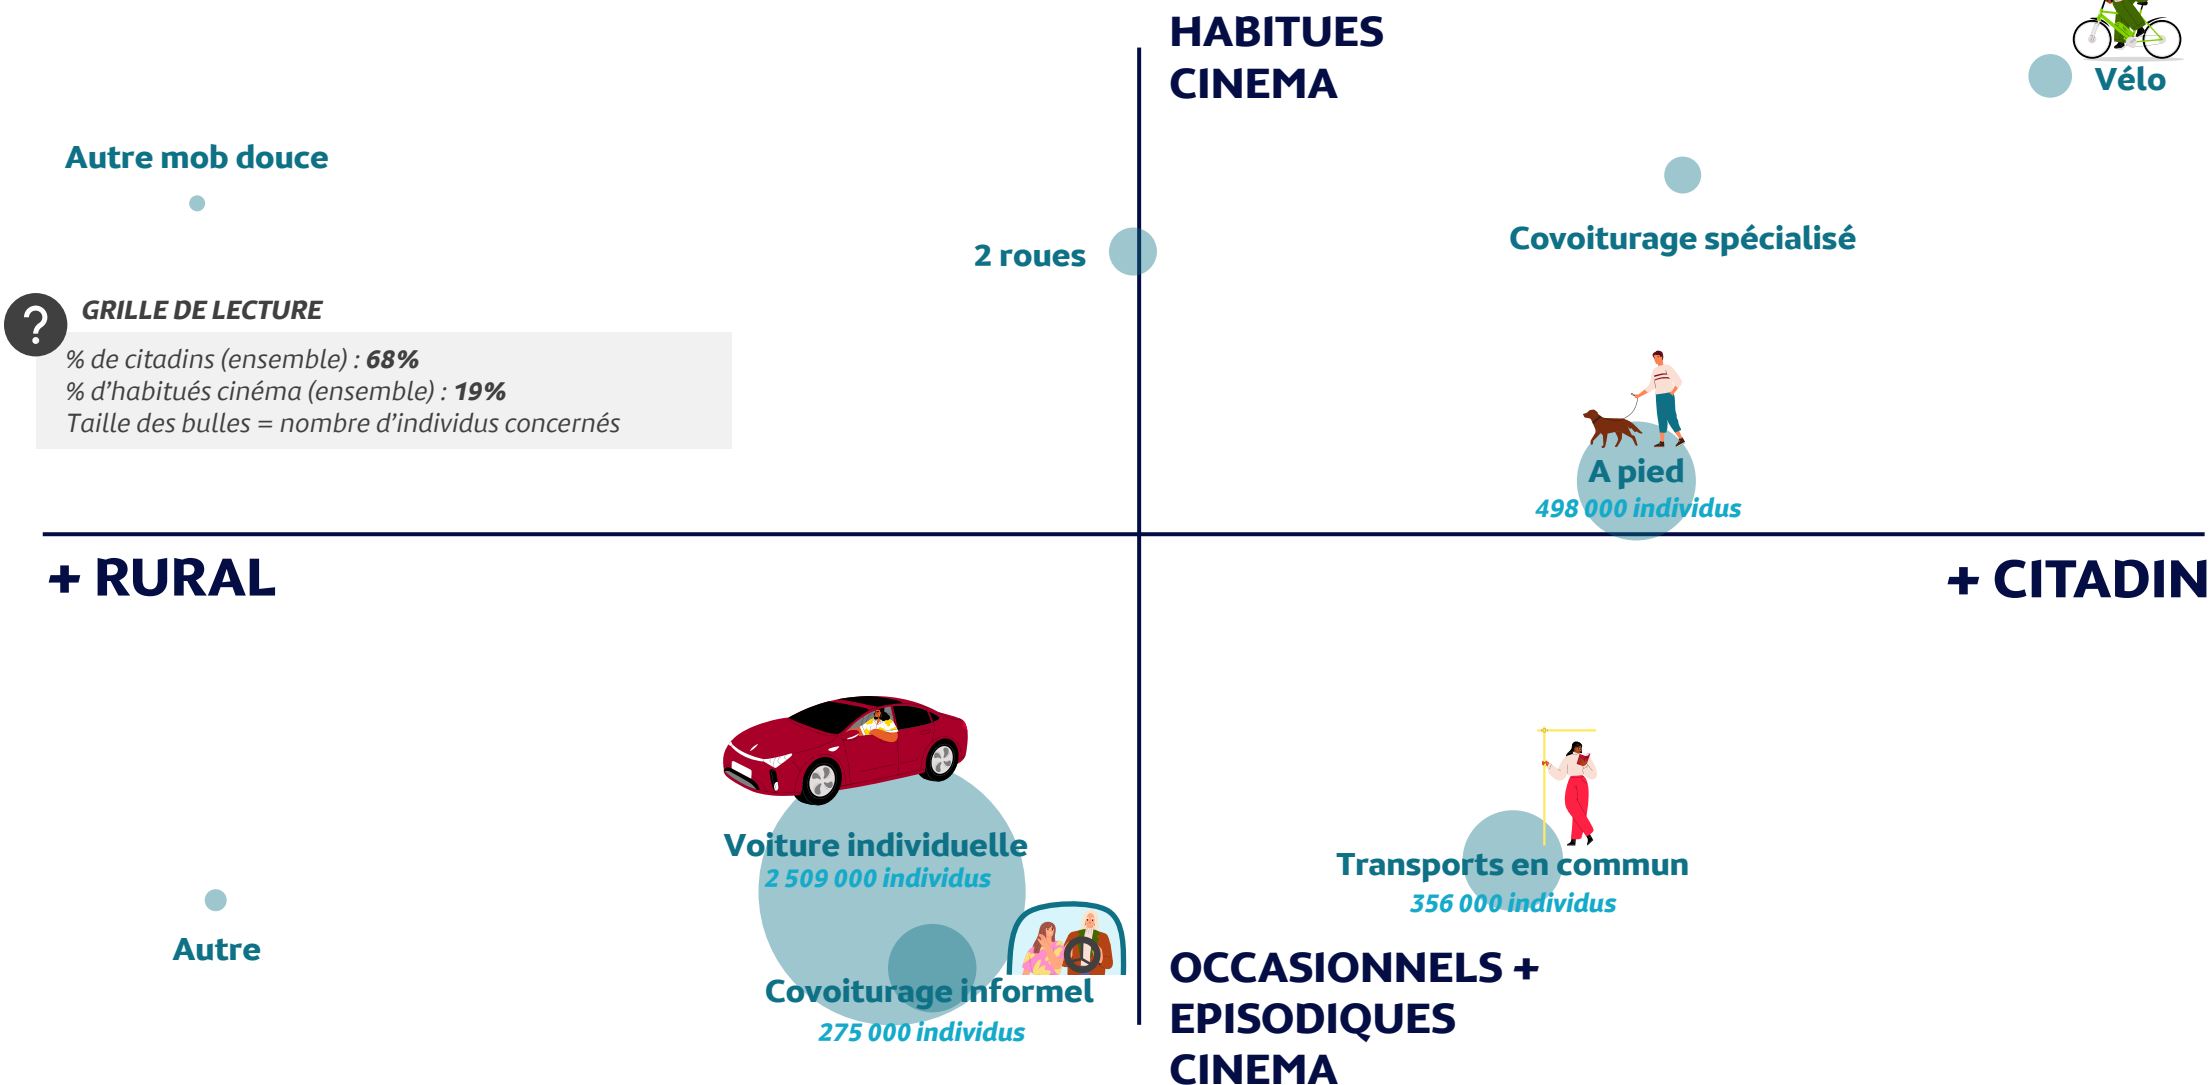 HABITUES
CINEMA
Vélo
Autre mob douce
Covoiturage spécialisé
2 roues
?
GRILLE DE LECTURE
% de citadins (ensemble) : 68%
% d'habitués cinéma (ensemble) : 19%
Taille des bulles = nombre d'individus concernés
A pied
498 000 individus
+ RURAL
+ CITADIN
Voiture individuelle
2 509 000 individus
Transports en commun
356 000 individus
Autre
Covoiturage informel
275 000 individus
OCCASIONNELS +
EPISODIQUES
CINEMA